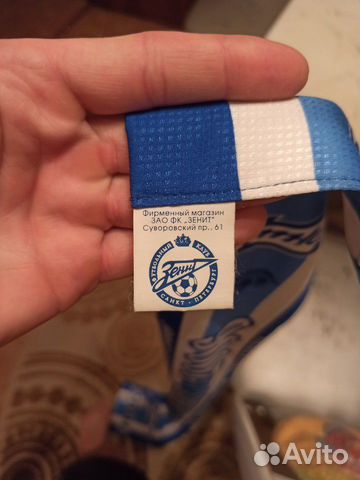 Фирменный магазин
ЗАО ФК „ЗЕНИТ"
Суворовский пр., 61
ФУТБОЛЬНЫЙ КЛУБ
Зенит
САНКТ-ПЕТЕРБУРГ
Avito